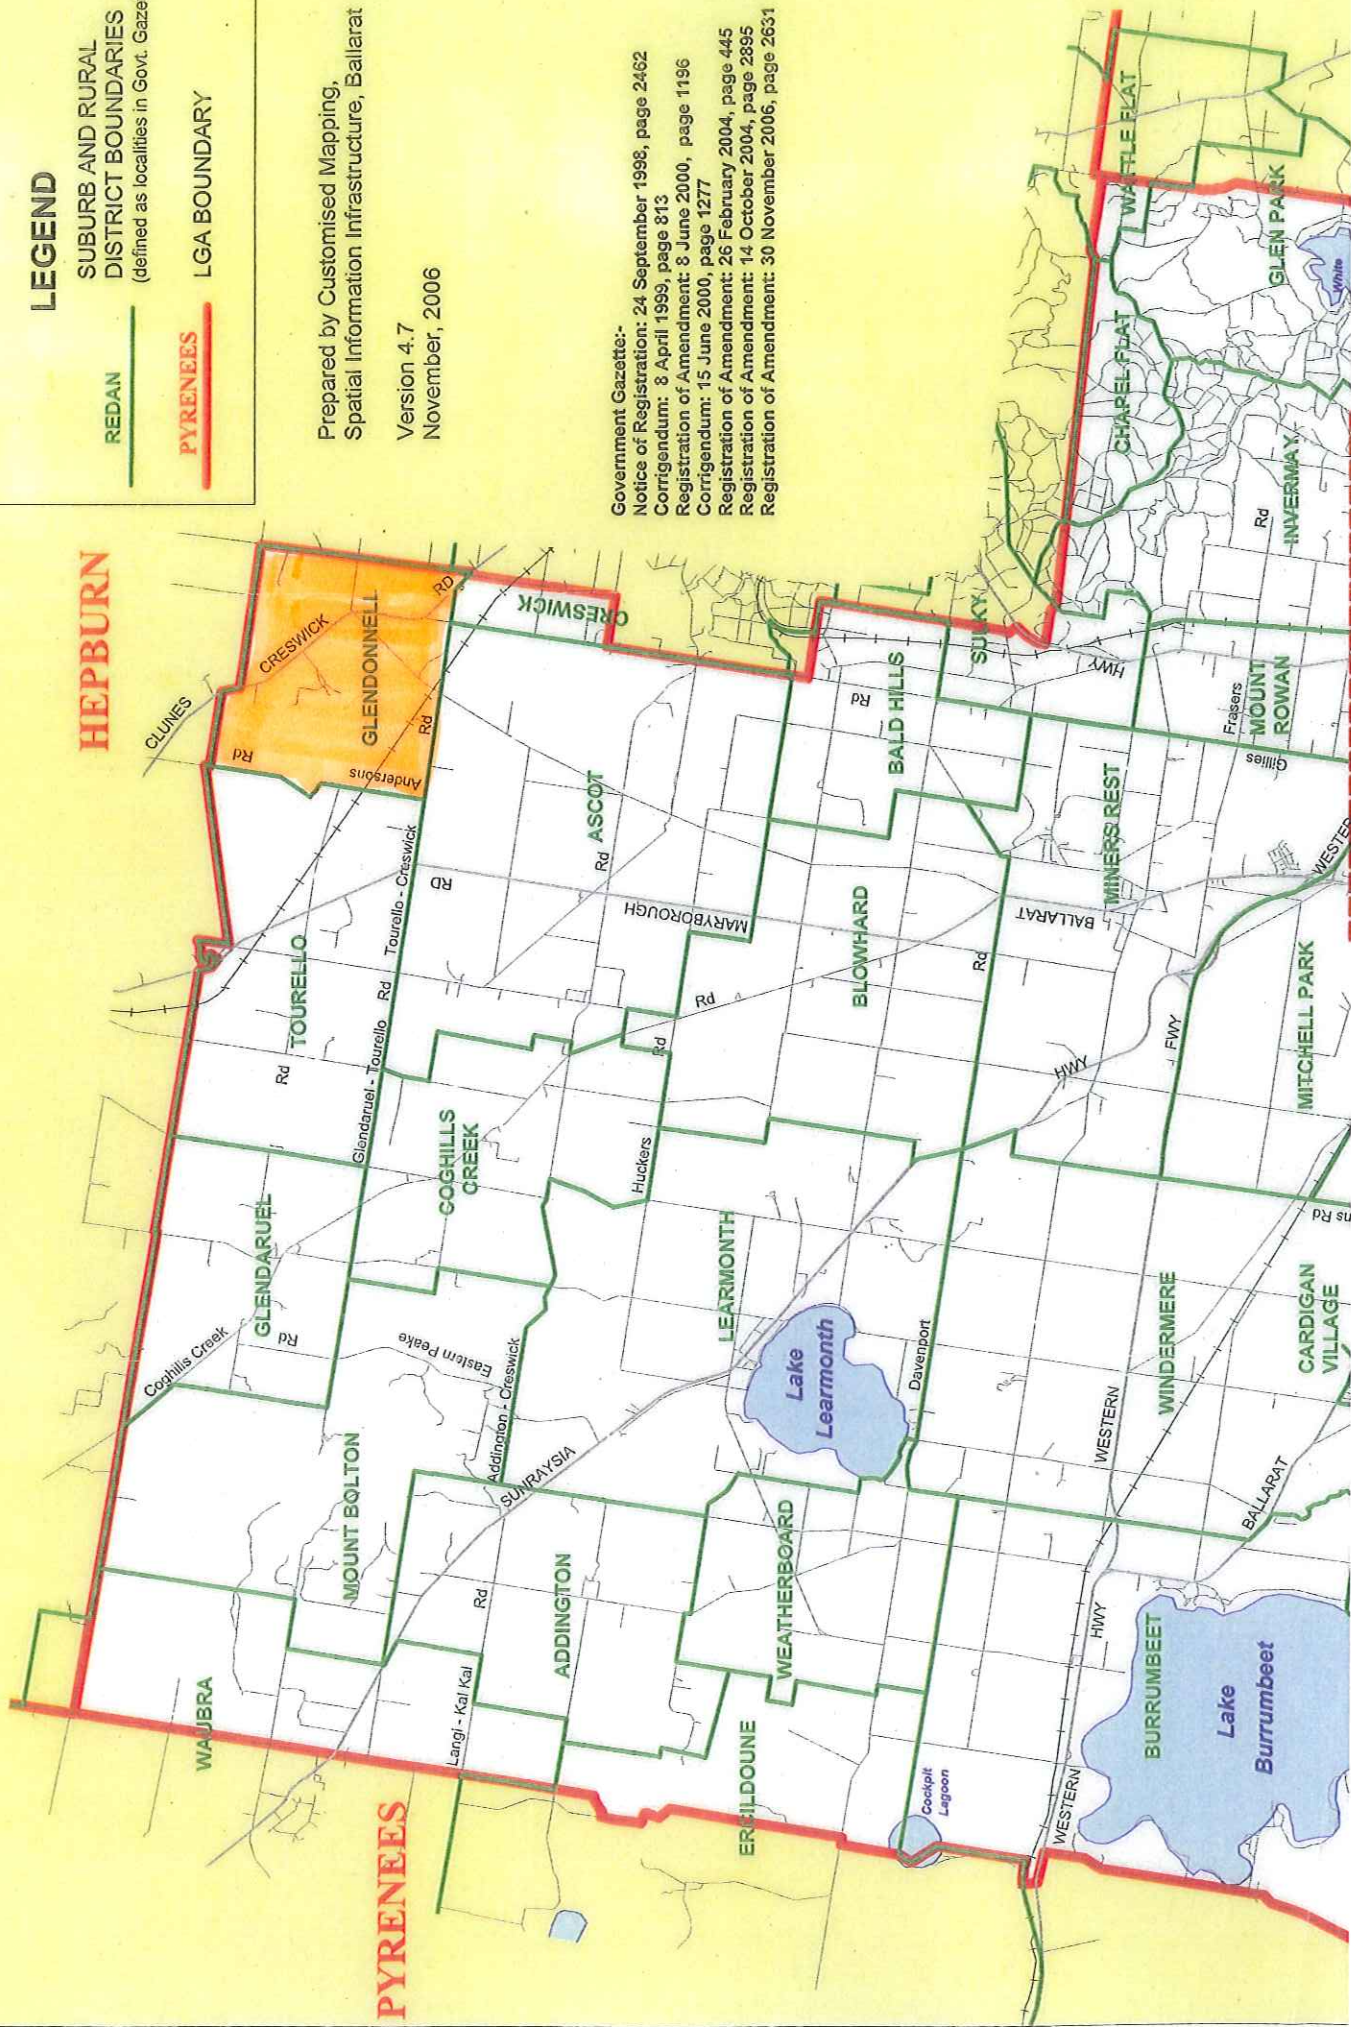 LEGEND
REDAN
SUBURB AND RURAL
DISTRICT BOUNDARIES
(defined as localities in Govt. Gaze
PYRENEES
LGA BOUNDARY
Prepared by Customised Mapping,
Spatial Information Infrastructure, Ballarat
Version 4.7
November, 2006
Government Gazette:-
Notice of Registration: 24 September 1998, page 2462
Corrigendum: 8 April 1999, page 813
Registration of Amendment: 8 June 2000, page 1196
Corrigendum: 15 June 2000, page 1277
Registration of Amendment: 26 February 2004, page 445
Registration of Amendment: 14 October 2004, page 2895
Registration of Amendment: 30 November 2006, page 2631
HEPBURN
PYRENEES
CLUNES
CRESWICK
RD
Rd
GLENDONNELL
Andersons
Rd
CRESWICK
TOURELLO
Rd
Tourello - Creswick
Rd
Glendaruel - Tourello
RD
ASCOT
Rd
MARYBOROUGH
GLENDARUEL
Rd
Coghills Creek
COGHILLS
CREEK
Eastern Peake
Addington - Creswick
MOUNT BOLTON
WAUBRA
Langi - Kal Kal
Rd
ADDINGTON
SUNRAYSIA
Huckers
Rd
Rd
LEARMONTH
Lake
Learmonth
WEATHERBOARD
ERCILDOUNE
Cockpit
Lagoon
Davenport
Rd
BLOWHARD
BALD HILLS
Rd
SULKY
HWY
MINERS REST
BALLARAT
HWY
FWY
MITCHELL PARK
WESTER
Gillies
Frasers
Rd
MOUNT
ROWAN
INVERMAY
CHAPEL FLAT
WATTLE FLAT
GLEN PARK
White
WINDERMERE
CARDIGAN
VILLAGE
ns Rd
WESTERN
HWY
WESTERN
BALLARAT
BURRUMBEET
Lake
Burrumbeet